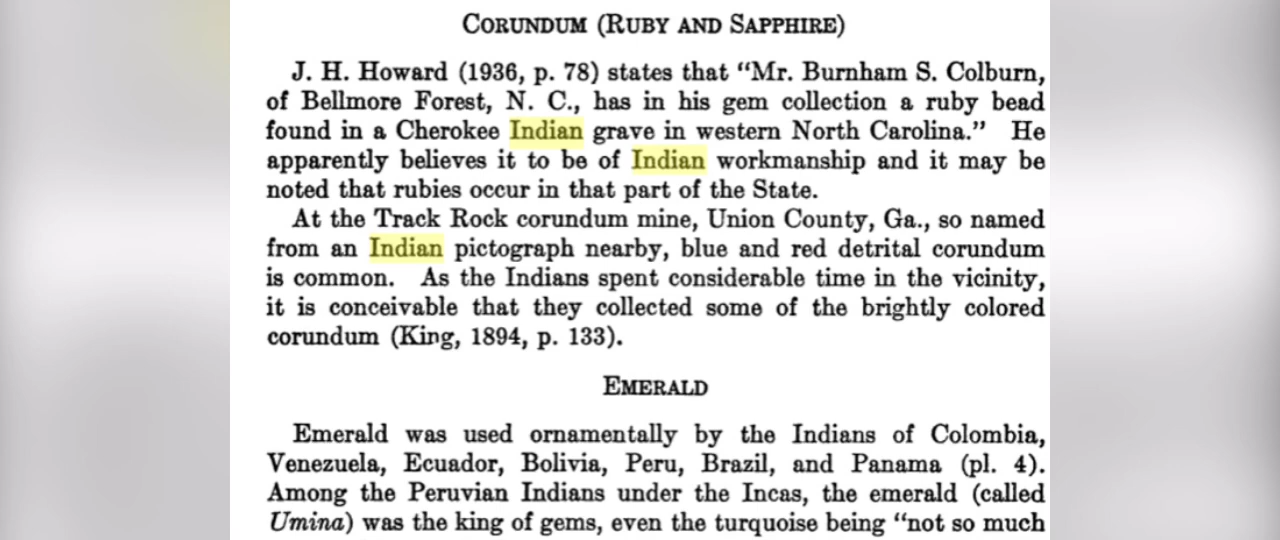 CORUNDUM (RUBY AND SAPPHIRE)
J. H. Howard (1936, p. 78) states that “Mr. Burnham S. Colburn,
of Bellmore Forest, N. C., has in his gem collection a ruby bead
found in a Cherokee Indian grave in western North Carolina.” He
apparently believes it to be of Indian workmanship and it may be
noted that rubies occur in that part of the State.
At the Track Rock corundum mine, Union County, Ga., so named
from an Indian pictograph nearby, blue and red detrital corundum
is common. As the Indians spent considerable time in the vicinity,
it is conceivable that they collected some of the brightly colored
corundum (King, 1894, p. 133).
EMERALD
Emerald was used ornamentally by the Indians of Colombia,
Venezuela, Ecuador, Bolivia, Peru, Brazil, and Panama (pl. 4).
Among the Peruvian Indians under the Incas, the emerald (called
Umina) was the king of gems, even the turquoise being “not so much